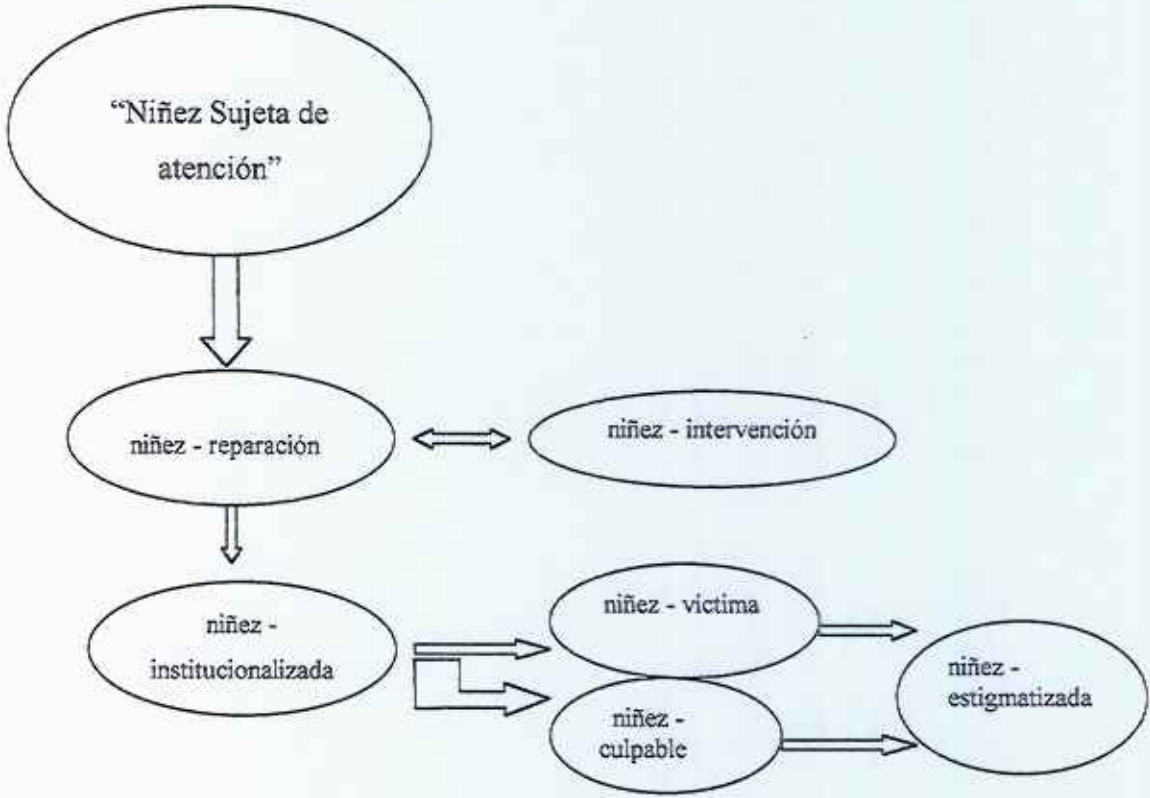 “Niñez Sujeta de
atención”
niñez - reparación
niñez - intervención
niñez -
institucionalizada
niñez - víctima
niñez -
culpable
niñez -
estigmatizada